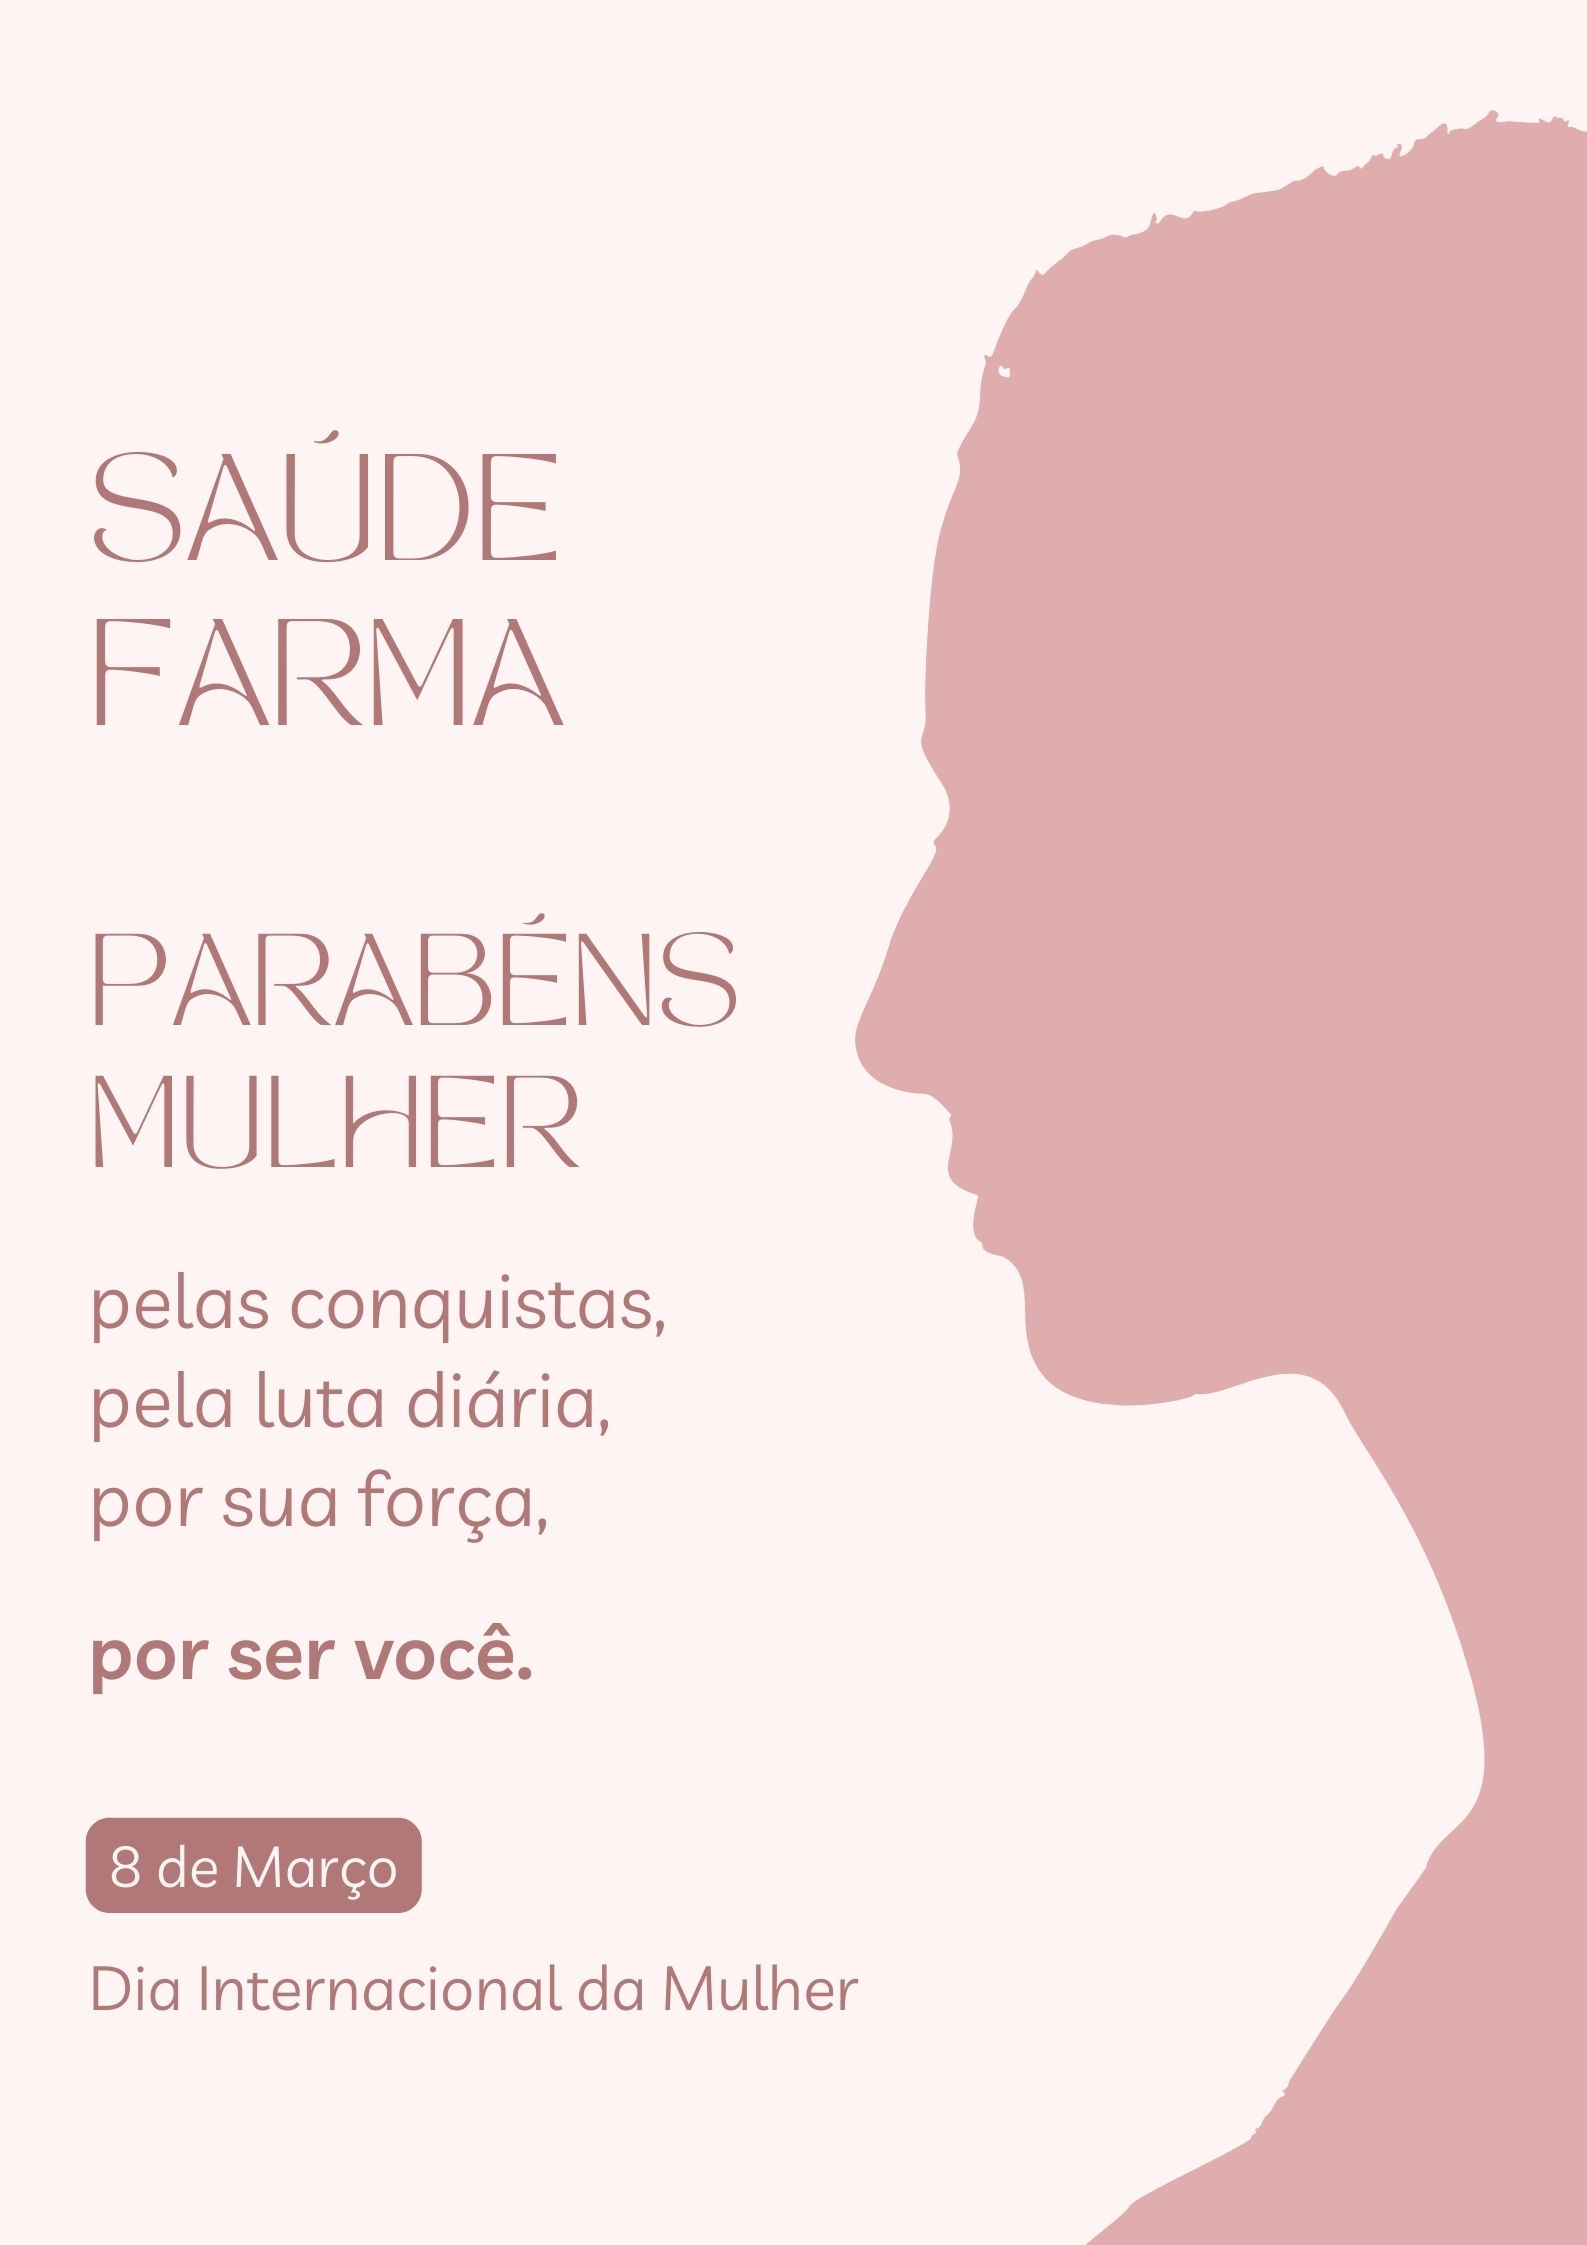 SAÚDE
FARMA
PARABÉNS
MULHER
pelas conquistas,
pela luta diária,
por sua força,
por ser você.
8 de Março
Dia Internacional da Mulher